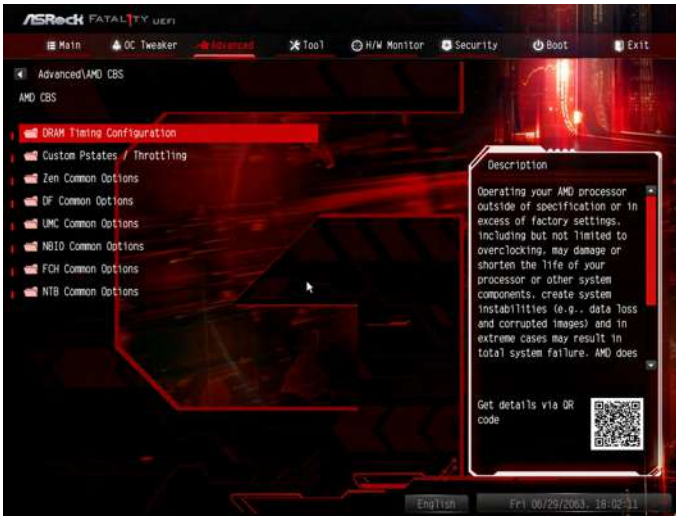 ASRock FATAL1TY UEFI
Main
OC Tweaker
Advanced
Tool
H/W Monitor
Security
Boot
Exit
Advanced\AMD CBS
AMD CBS
DRAM Timing Configuration
Custom Pstates / Throttling
Zen Common Options
DF Common Options
UMC Common Options
NBIO Common Options
FCH Common Options
NTB Common Options
Description
Operating your AMD processor
outside of specification or in
excess of factory settings,
including but not limited to
overclocking, may damage or
shorten the life of your
processor or other system
components, create system
instabilities (e.g., data loss
and corrupted images) and in
extreme cases may result in
total system failure. AMD does
Get details via QR
code
English
Fri 06/29/2063, 18:02:11